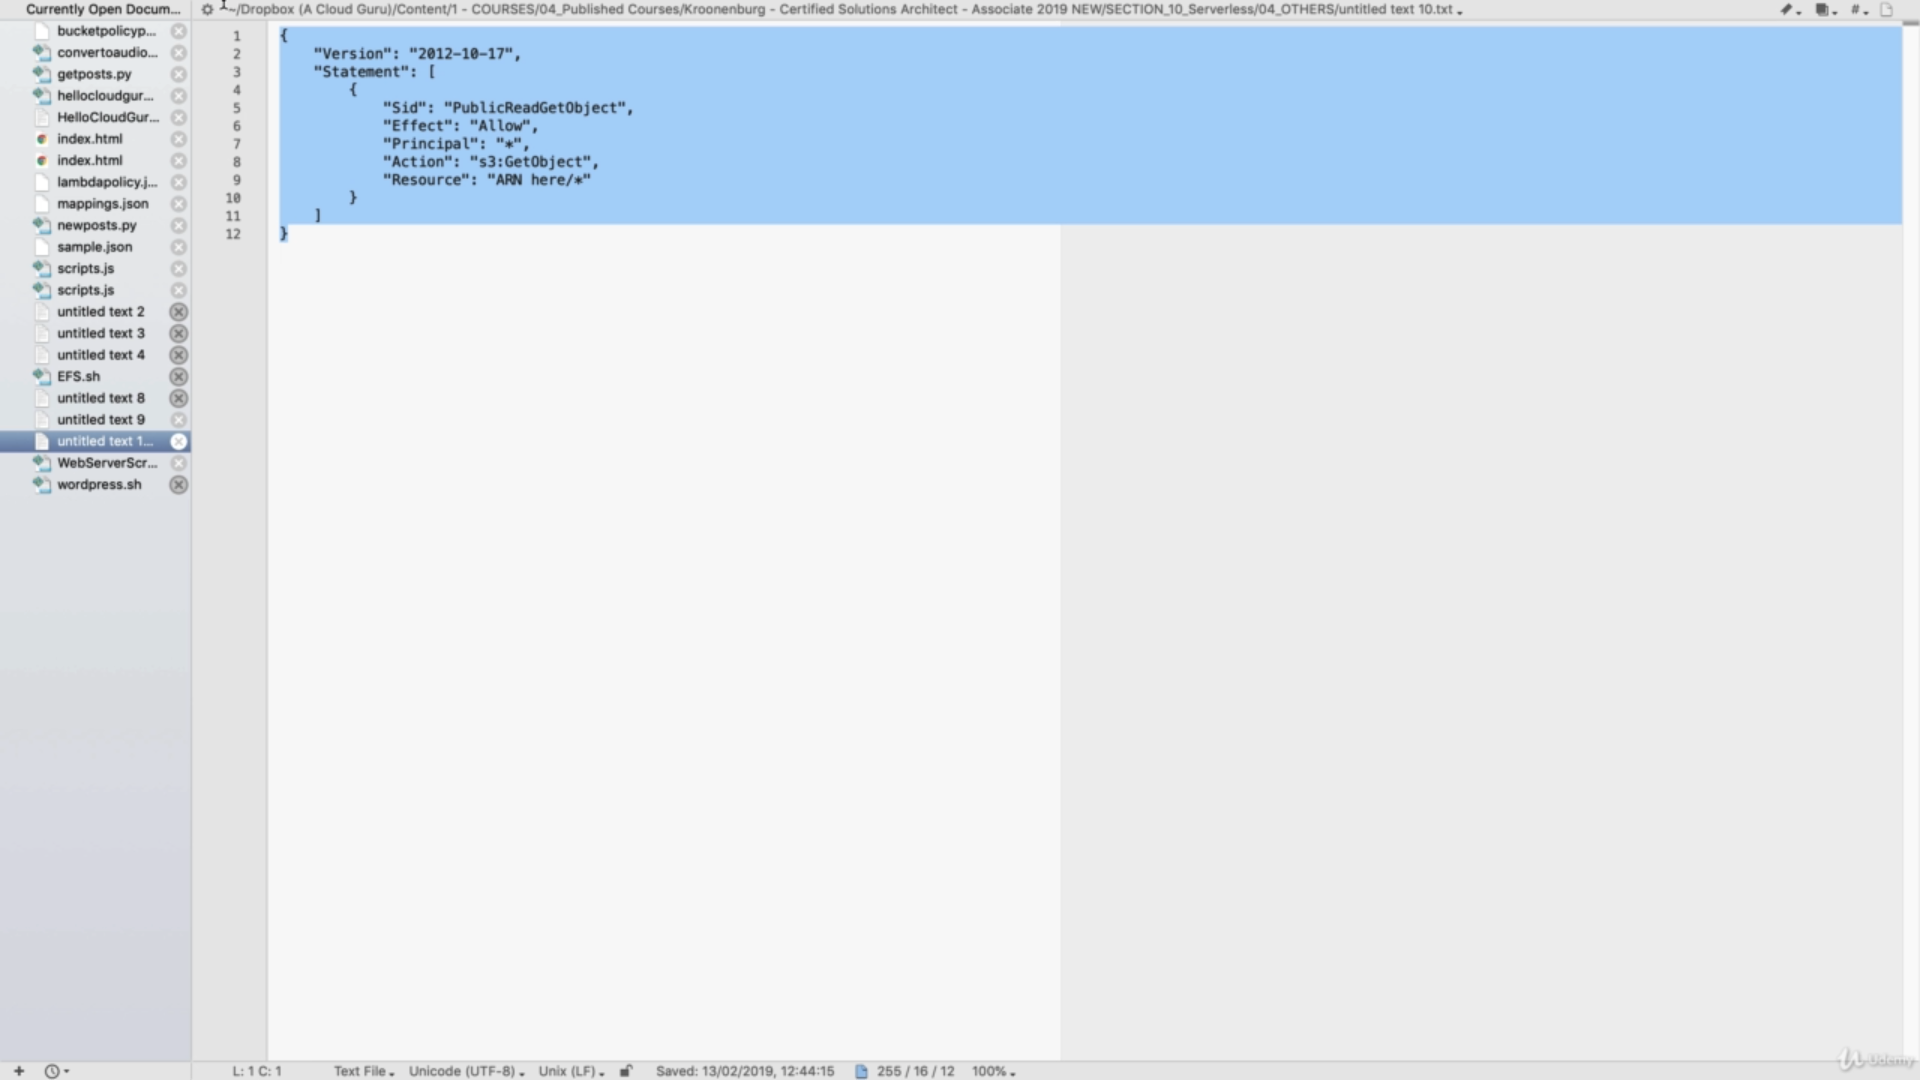 Currently Open Docum...
~/Dropbox (A Cloud Guru)/Content/1 - COURSES/04_Published Courses/Kroonenburg - Certified Solutions Architect - Associate 2019 NEW/SECTION_10_Serverless/04_OTHERS/untitled text 10.txt
bucketpolicyp...
convertoaudio...
getposts.py
hellocloudgur...
HelloCloudGur...
index.html
index.html
lambdapolicy.j...
mappings.json
newposts.py
sample.json
scripts.js
scripts.js
untitled text 2
untitled text 3
untitled text 4
EFS.sh
untitled text 8
untitled text 9
untitled text 1...
WebServerScr...
wordpress.sh
1 {
2 "Version": "2012-10-17",
3 "Statement": [
4 {
5 "Sid": "PublicReadGetObject",
6 "Effect": "Allow",
7 "Principal": "*",
8 "Action": "s3:GetObject",
9 "Resource": "ARN here/*"
10 }
11 ]
12 }
L: 1 C: 1 Text File Unicode (UTF-8) Unix (LF) Saved: 13/02/2019, 12:44:15 255 / 16 / 12 100%
Udemy